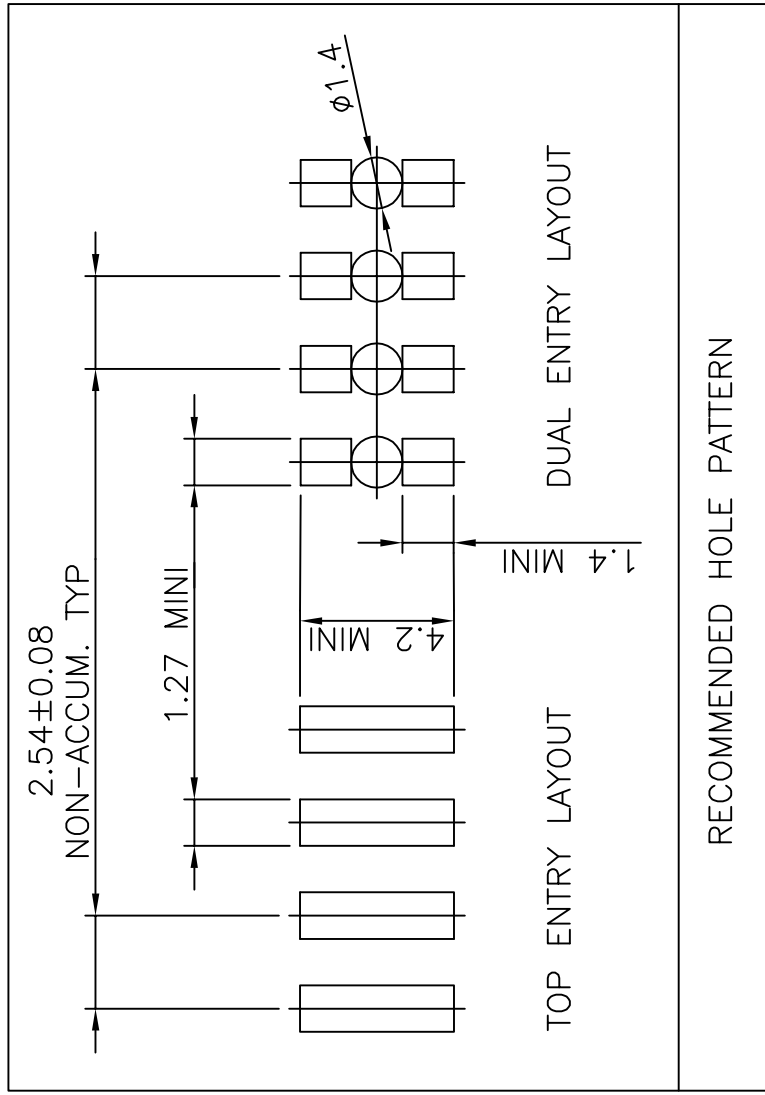 2.54±0.08
NON-ACCUM. TYP
1.27 MINI
ϕ1.4
4.2 MINI
1.4 MINI
TOP ENTRY LAYOUT
DUAL ENTRY LAYOUT
RECOMMENDED HOLE PATTERN